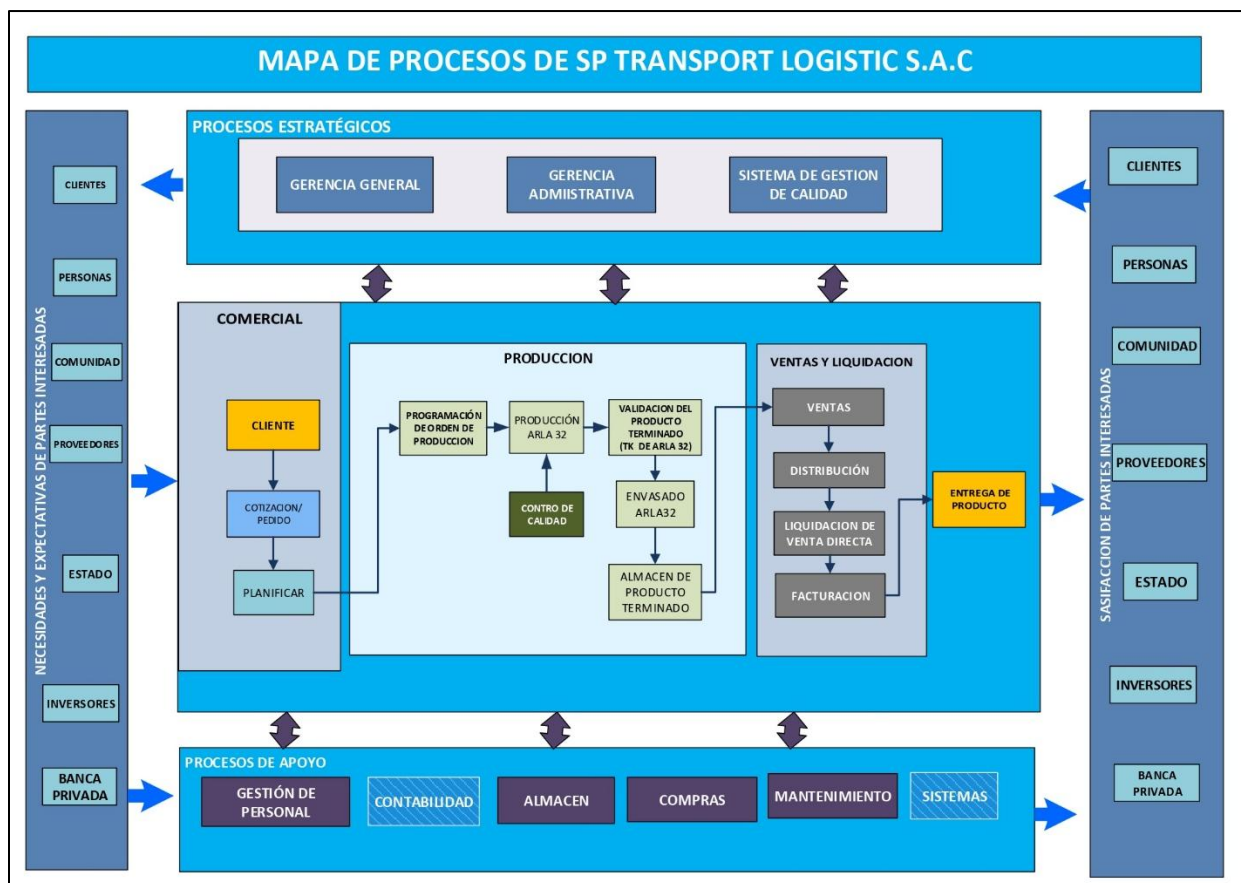 MAPA DE PROCESOS DE SP TRANSPORT LOGISTIC S.A.C
NECESIDADES Y EXPECTATIVAS DE PARTES INTERESADAS
CLIENTES
PERSONAS
COMUNIDAD
PROVEEDORES
ESTADO
INVERSORES
BANCA
PRIVADA
PROCESOS ESTRATÉGICOS
GERENCIA GENERAL
GERENCIA
ADMIISTRATIVA
SISTEMA DE GESTION
DE CALIDAD
COMERCIAL
CLIENTE
COTIZACION/
PEDIDO
PLANIFICAR
PRODUCCION
PROGRAMACIÓN
DE ORDEN DE
PRODUCCION
PRODUCCIÓN
ARLA 32
CONTRO DE
CALIDAD
VALIDACION DEL
PRODUCTO
TERMINADO
(TK DE ARLA 32)
ENVASADO
ARLA32
ALMACEN DE
PRODUCTO
TERMINADO
VENTAS Y LIQUIDACION
VENTAS
DISTRIBUCIÓN
LIQUIDACION DE
VENTA DIRECTA
FACTURACION
ENTREGA DE
PRODUCTO
PROCESOS DE APOYO
GESTIÓN DE
PERSONAL
CONTABILIDAD
ALMACEN
COMPRAS
MANTENIMIENTO
SISTEMAS
SASIFACCION DE PARTES INTERESADAS
CLIENTES
PERSONAS
COMUNIDAD
PROVEEDORES
ESTADO
INVERSORES
BANCA
PRIVADA